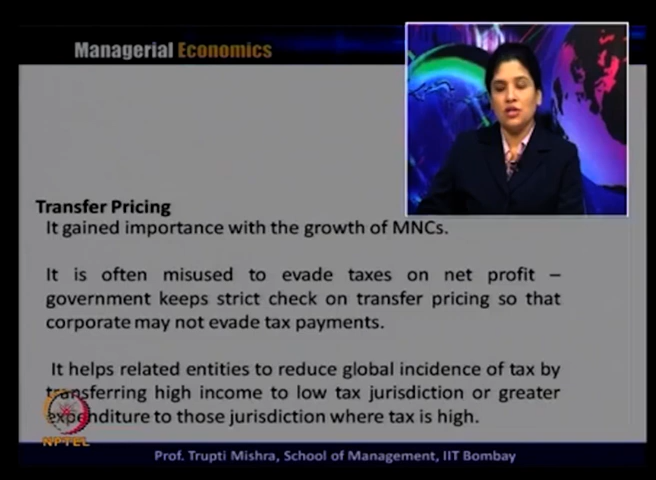 Managerial Economics
Transfer Pricing
It gained importance with the growth of MNCs.
It is often misused to evade taxes on net profit –
government keeps strict check on transfer pricing so that
corporate may not evade tax payments.
It helps related entities to reduce global incidence of tax by
transferring high income to low tax jurisdiction or greater
expenditure to those jurisdiction where tax is high.
NPTEL
Prof. Trupti Mishra, School of Management, IIT Bombay